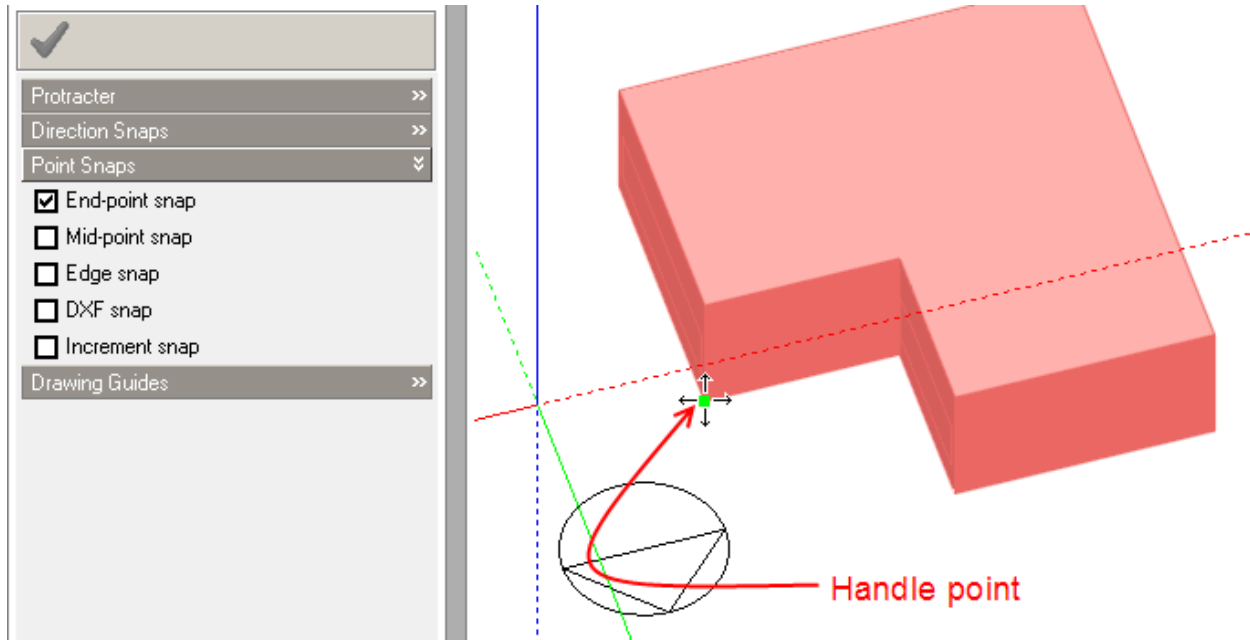 Protracter
Direction Snaps
Point Snaps
End-point snap
Mid-point snap
Edge snap
DXF snap
Increment snap
Drawing Guides
Handle point